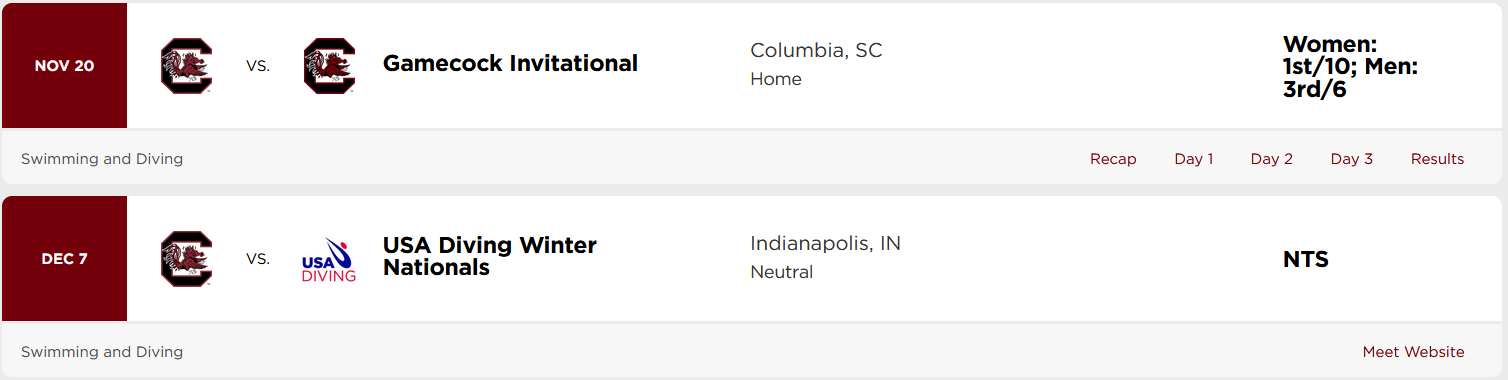 NOV 20
VS.
Gamecock Invitational
Columbia, SC
Home
Women:
1st/10; Men:
3rd/6
Swimming and Diving
Recap
Day 1
Day 2
Day 3
Results
DEC 7
VS.
USA
DIVING
USA Diving Winter
Nationals
Indianapolis, IN
Neutral
NTS
Swimming and Diving
Meet Website